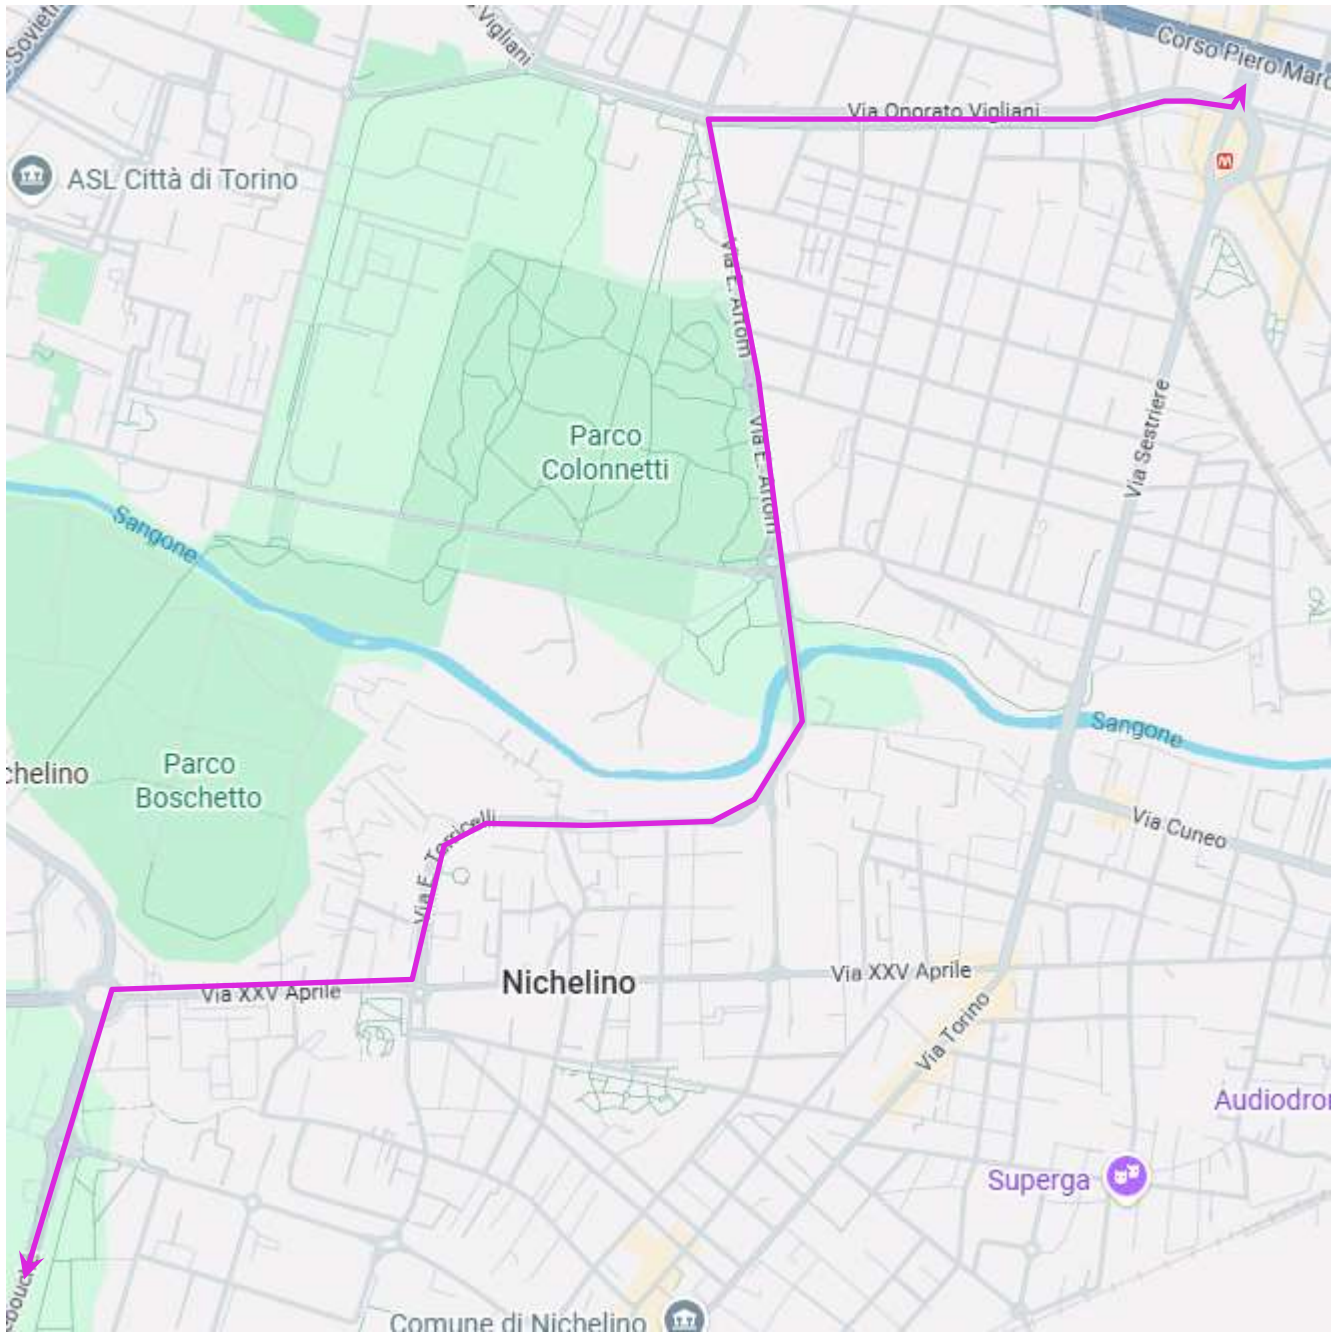 Vigliani
Corso Piero Maro
Via Onorato Vigliani
M
ASL Città di Torino
Via E. Artom
Via E. Artom
Via Sestriere
Parco
Colonnetti
Sangone
Sangone
chelino
Parco
Boschetto
Via E. Torricelli
Via Cuneo
Via XXV Aprile
Nichelino
Via XXV Aprile
Via Torino
Audiodro
Superga
Comune di Nichelino